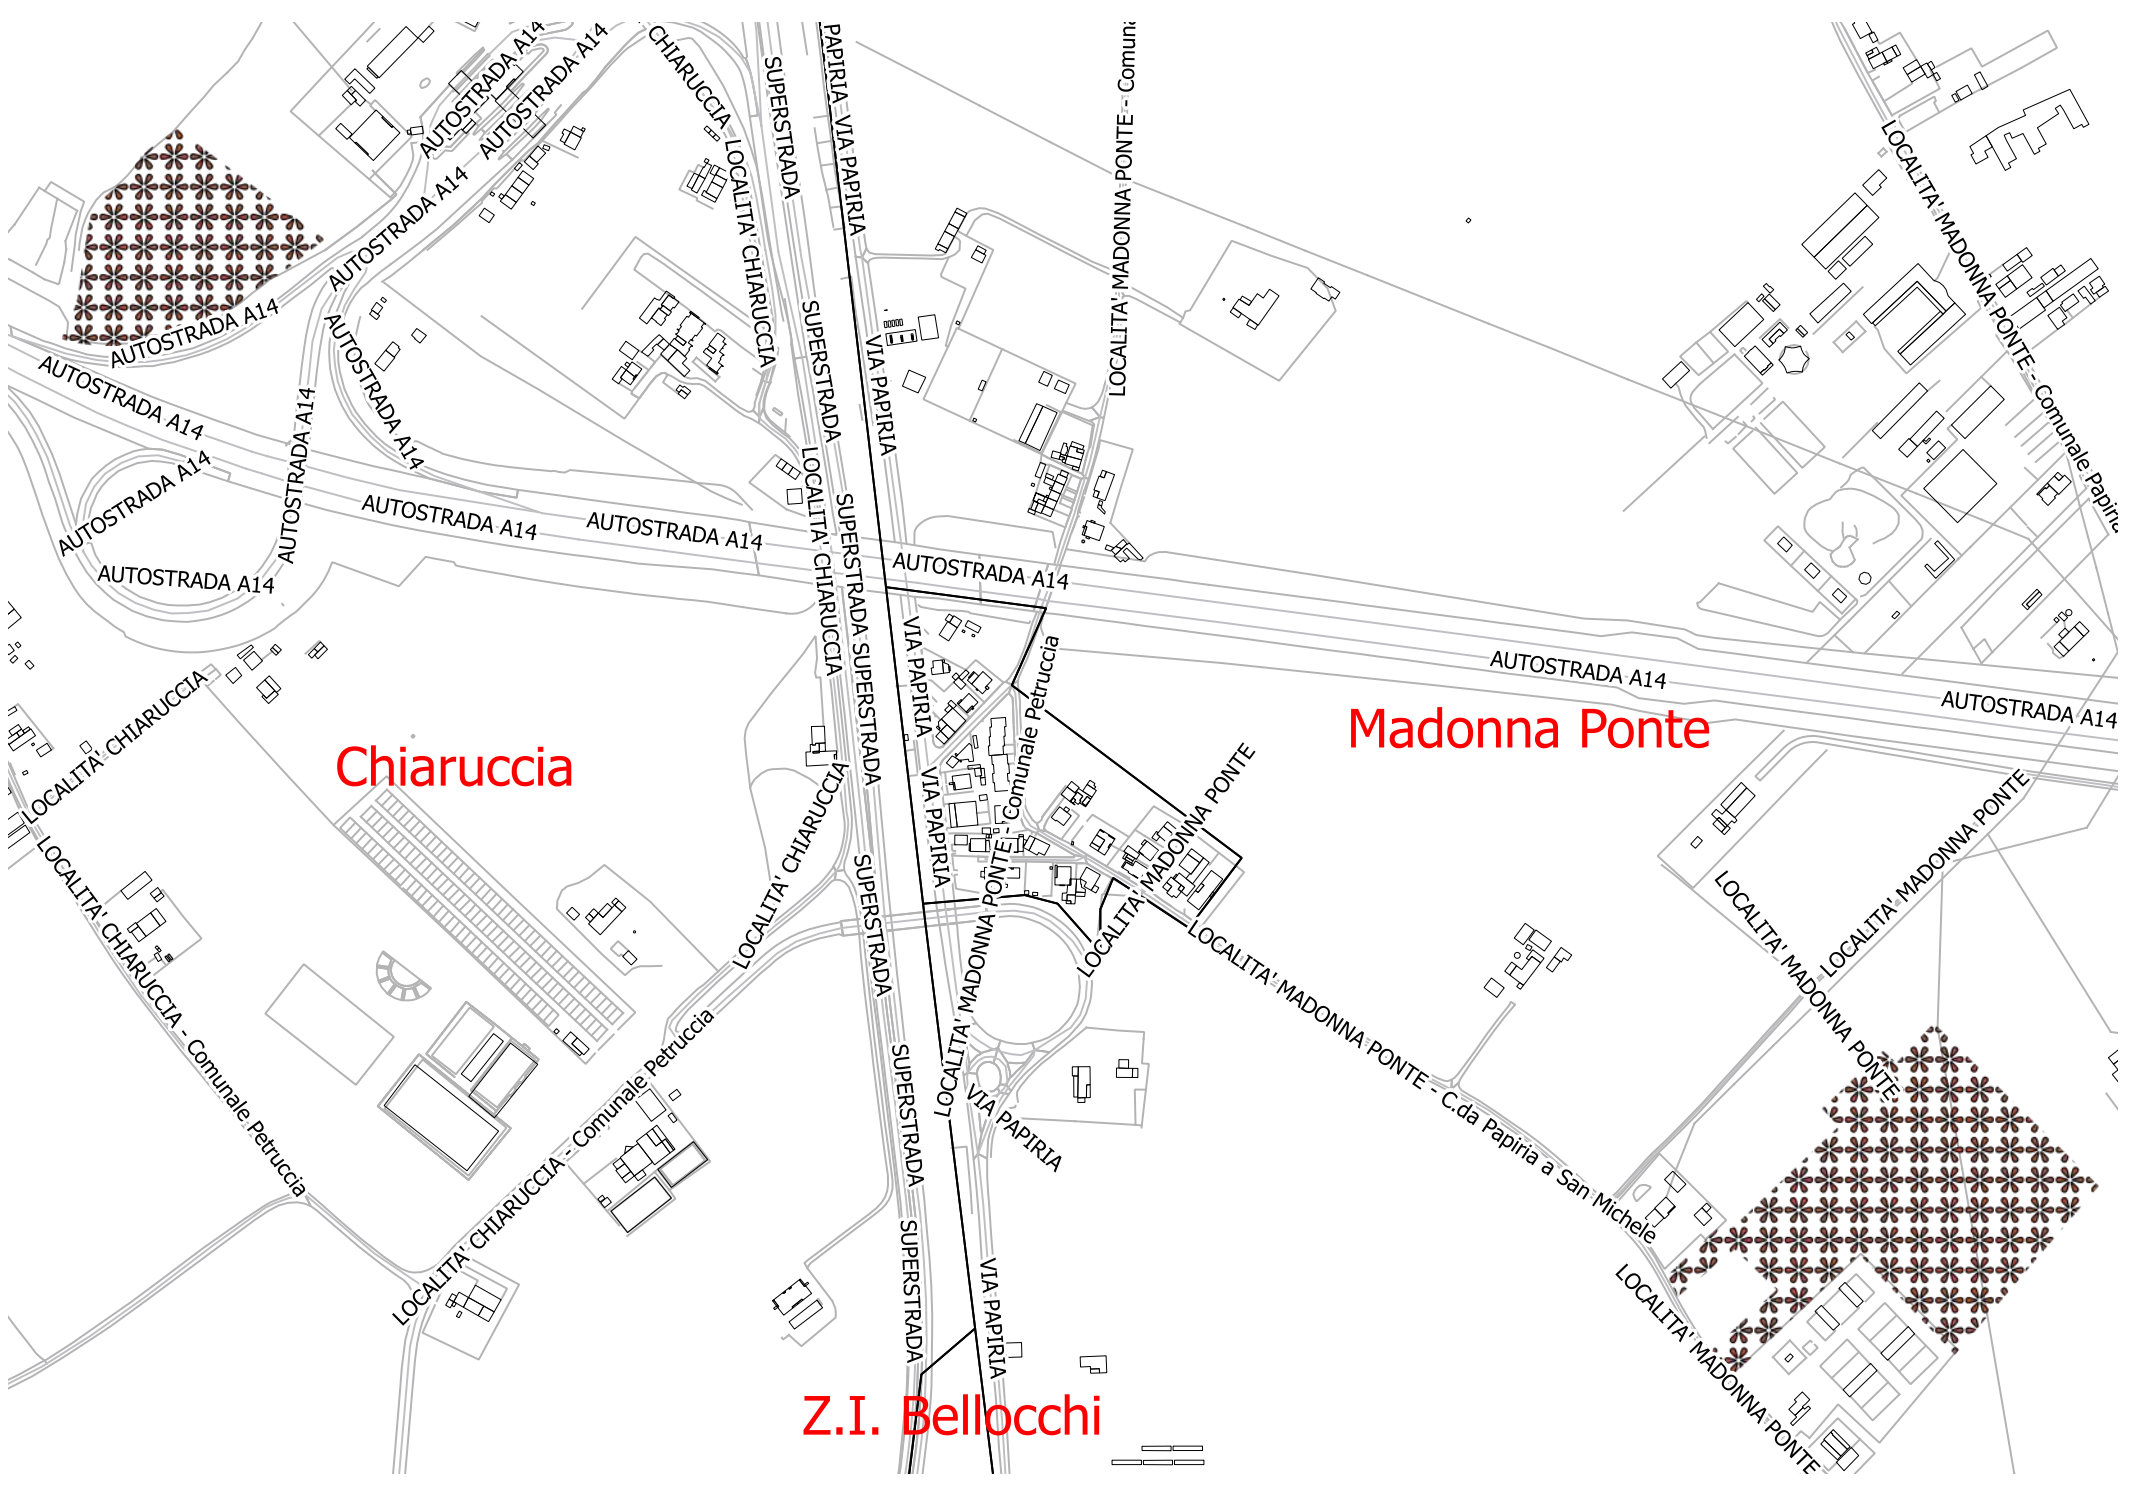 AUTOSTRADA A14
AUTOSTRADA A14
CHIARUCCIA
SUPERSTRADA
PAPIRIA
VIA PAPIRIA
LOCALITA' MADONNA PONTE - Comuna
LOCALITA' MADONNA PONTE - Comunale Papiria
LOCALITA' CHIARUCCIA
AUTOSTRADA A14
AUTOSTRADA A14
AUTOSTRADA A14
AUTOSTRADA A14
AUTOSTRADA A14
SUPERSTRADA
VIA PAPIRIA
AUTOSTRADA A14
AUTOSTRADA A14
AUTOSTRADA A14
AUTOSTRADA A14
LOCALITA' CHIARUCCIA
SUPERSTRADA
AUTOSTRADA A14
AUTOSTRADA A14
VIA PAPIRIA
SUPERSTRADA
AUTOSTRADA A14
AUTOSTRADA A14
Madonna Ponte
Chiaruccia
LOCALITA' CHIARUCCIA
LOCALITA' CHIARUCCIA
VIA PAPIRIA
LOCALITA' MADONNA PONTE - Comunale Petruccia
LOCALITA' MADONNA PONTE
LOCALITA' MADONNA PONTE
LOCALITA' MADONNA PONTE
LOCALITA' CHIARUCCIA - Comunale Petruccia
SUPERSTRADA
LOCALITA' MADONNA PONTE - C.da Papiria a San Michele
LOCALITA' CHIARUCCIA - Comunale Petruccia
SUPERSTRADA
VIA PAPIRIA
SUPERSTRADA
VIA PAPIRIA
LOCALITA' MADONNA PONTE
Z.I. Bellocchi